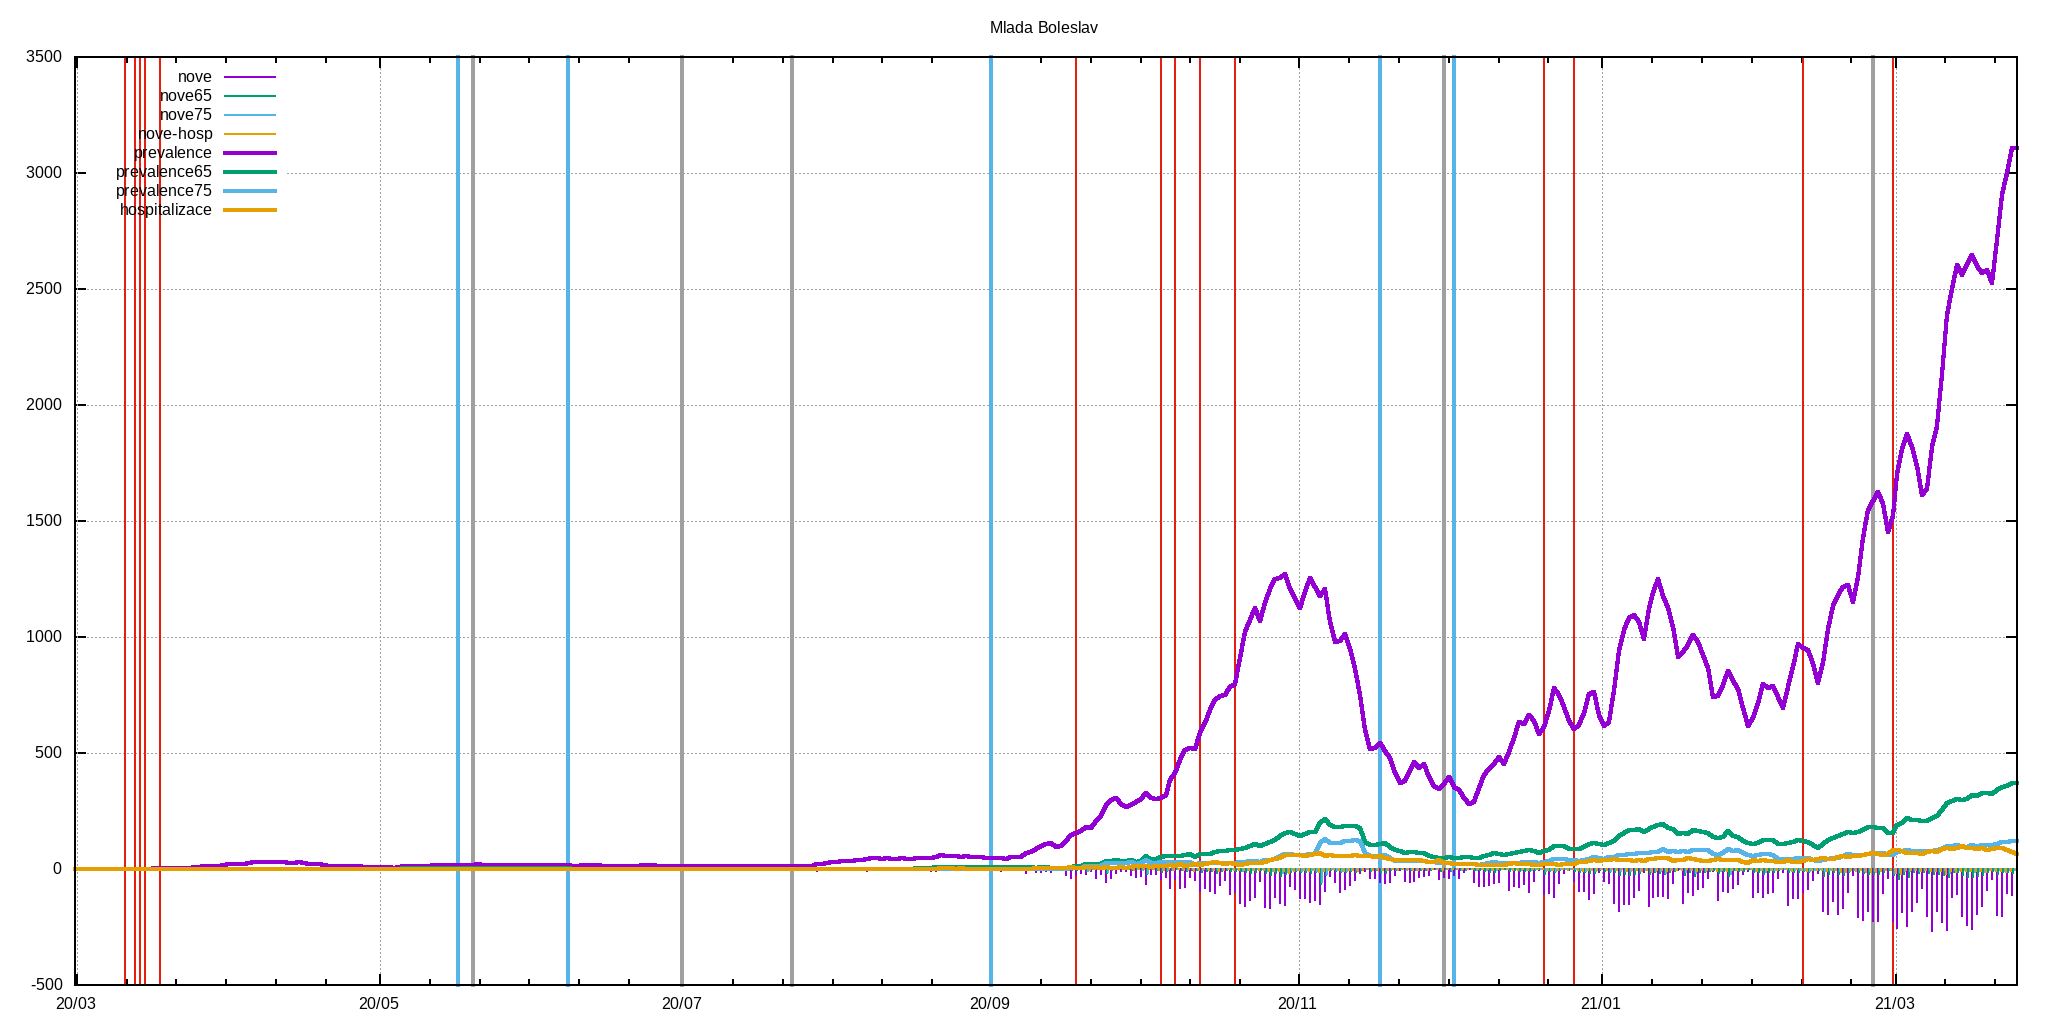 Mlada Boleslav
3500
3000
2500
2000
1500
1000
500
0
-500
nove
nove65
nove75
nove-hosp
prevalence
prevalence65
prevalence75
hospitalizace
20/03 20/05 20/07 20/09 20/11 21/01 21/03